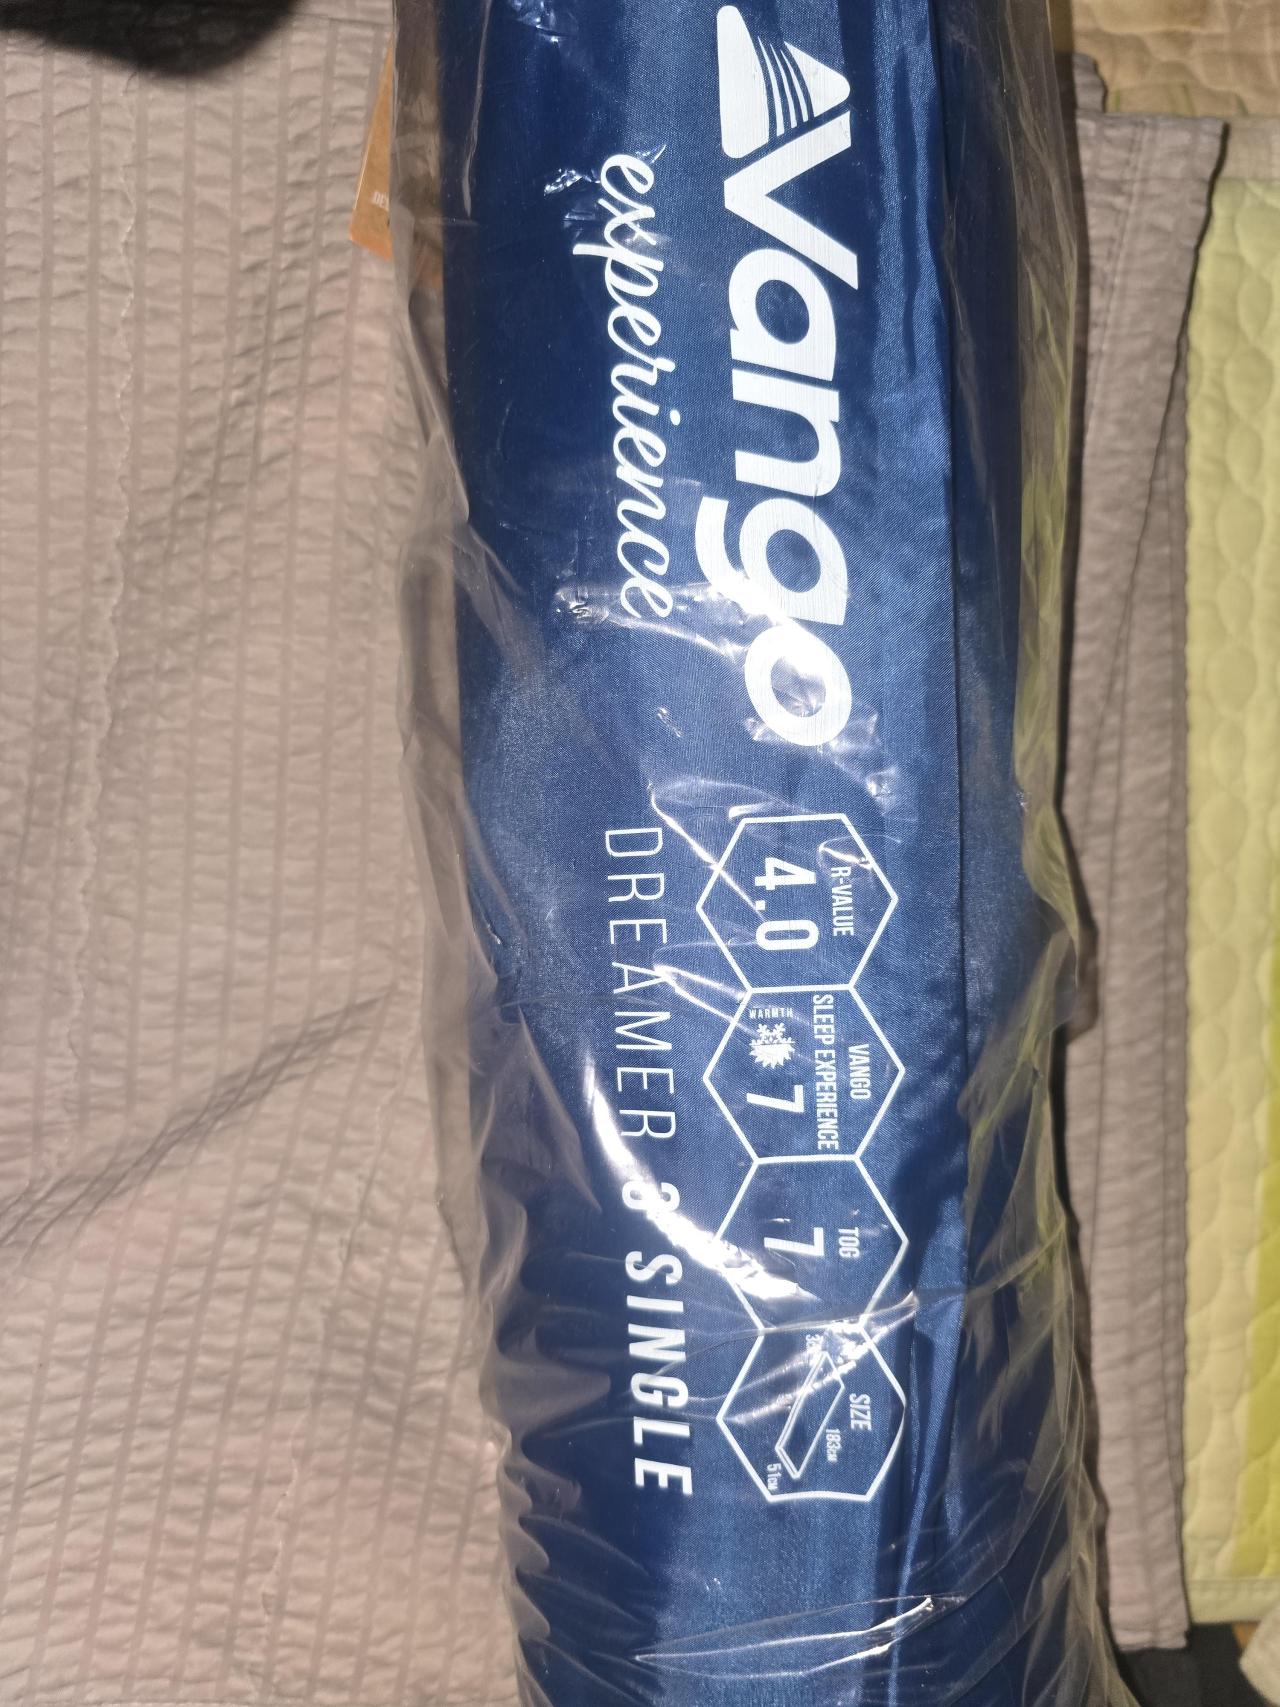 Vango
experience
DREAMER 3 SINGLE
R-VALUE
4.0
VANGO
SLEEP EXPERIENCE
WARMTH
7
TOG
7
SIZE
183CM
51CM